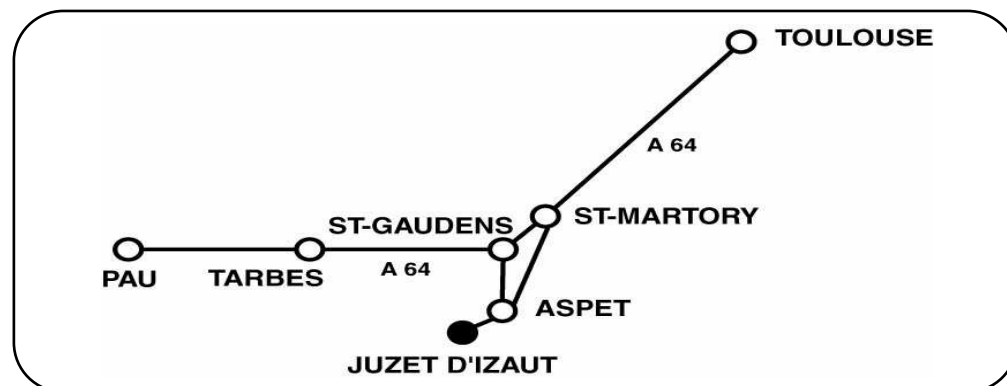 TOULOUSE
A 64
ST-MARTORY
ST-GAUDENS
PAU
TARBES
A 64
ASPET
JUZET D'IZAUT